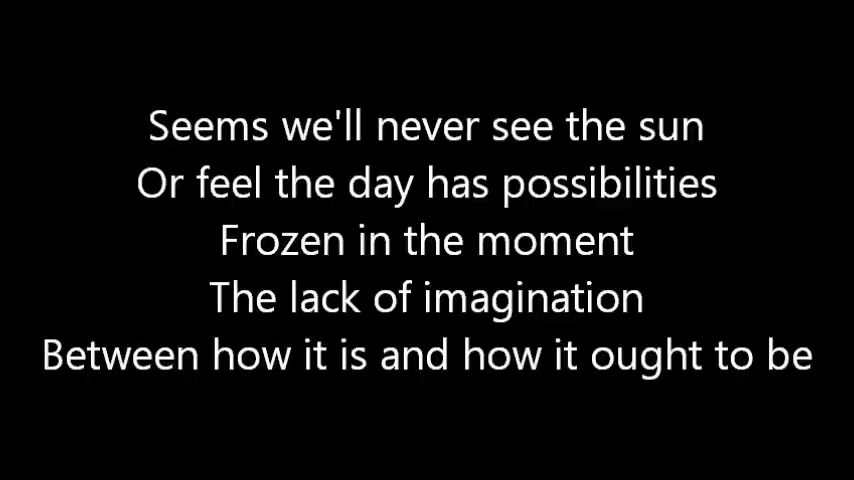 Seems we'll never see the sun
Or feel the day has possibilities
Frozen in the moment
The lack of imagination
Between how it is and how it ought to be